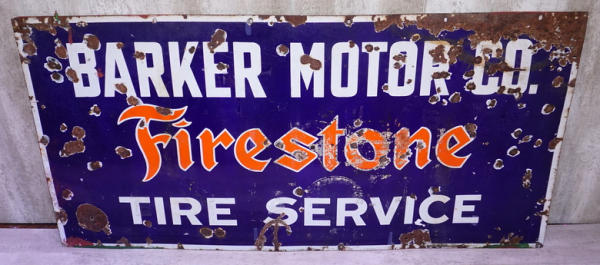 BARKER MOTOR CO.
Firestone
TIRE SERVICE